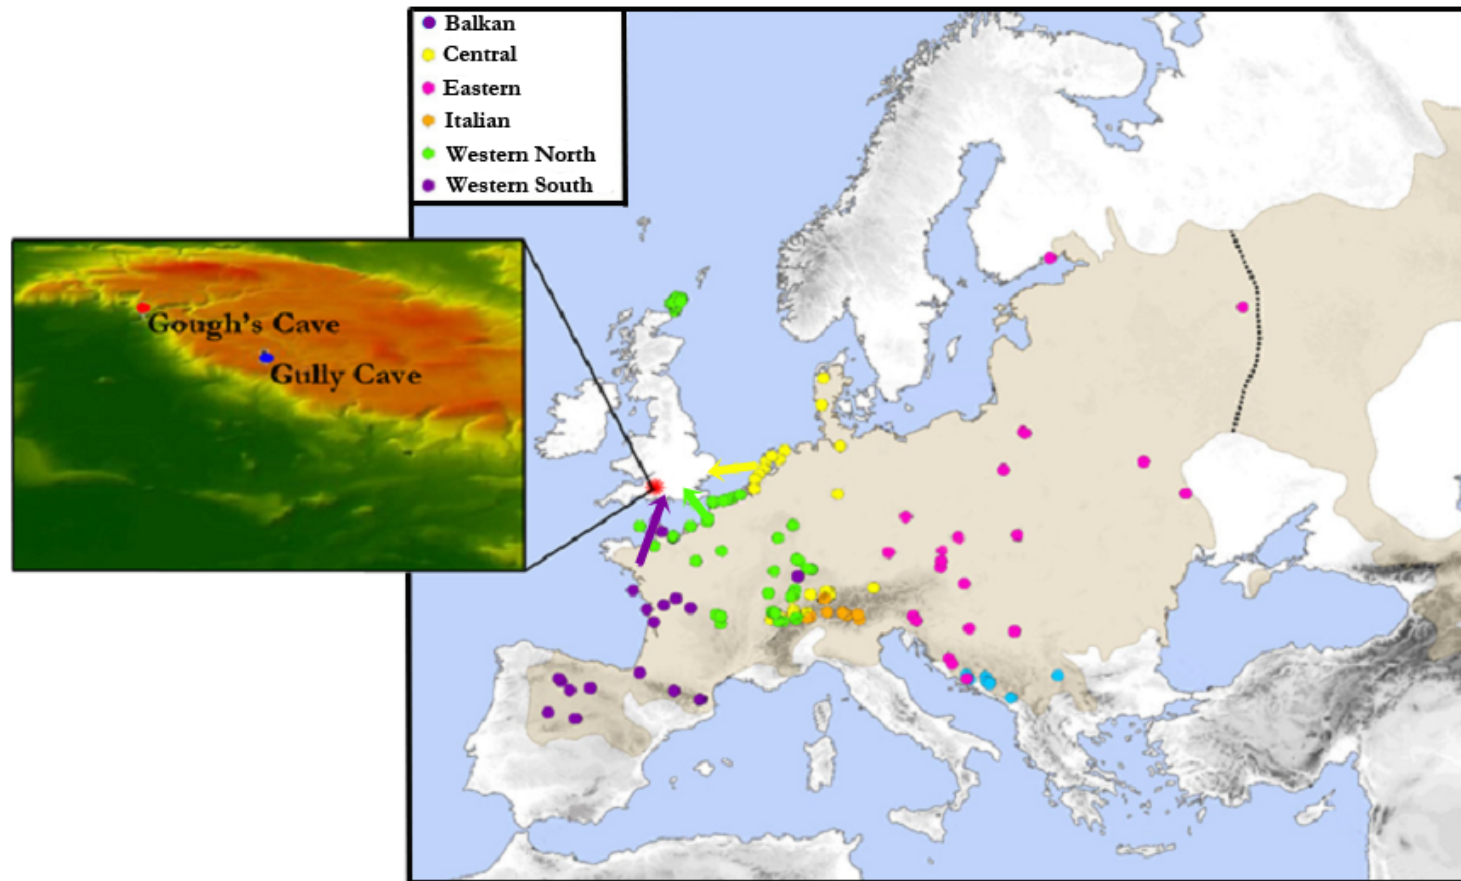 Balkan
Central
Eastern
Italian
Western North
Western South
Gough's Cave
Gully Cave